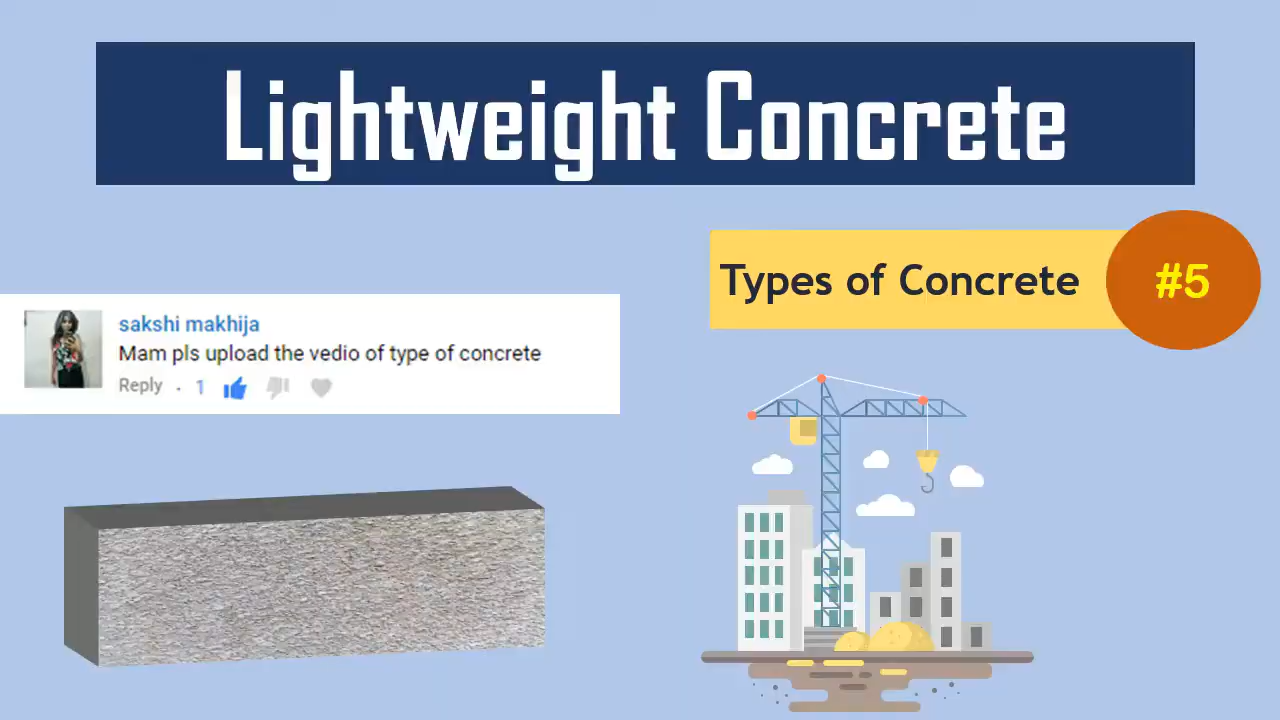 Lightweight Concrete
Types of Concrete #5
sakshi makhija
Mam pls upload the vedio of type of concrete
Reply · 1